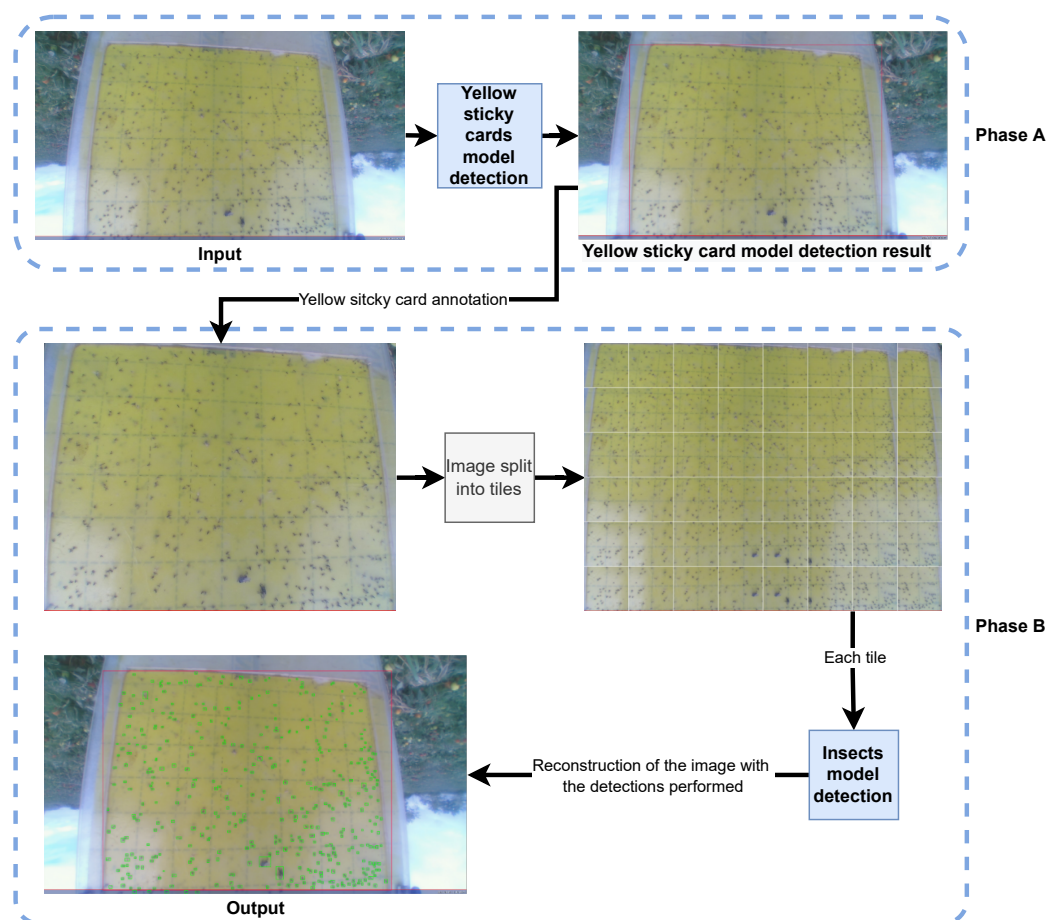 Yellow
sticky
cards
model
detection
Phase A
Input
Yellow sticky card model detection result
Yellow sitcky card annotation
Image split
into tiles
Phase B
Each tile
Reconstruction of the image with
the detections performed
Insects
model
detection
Output